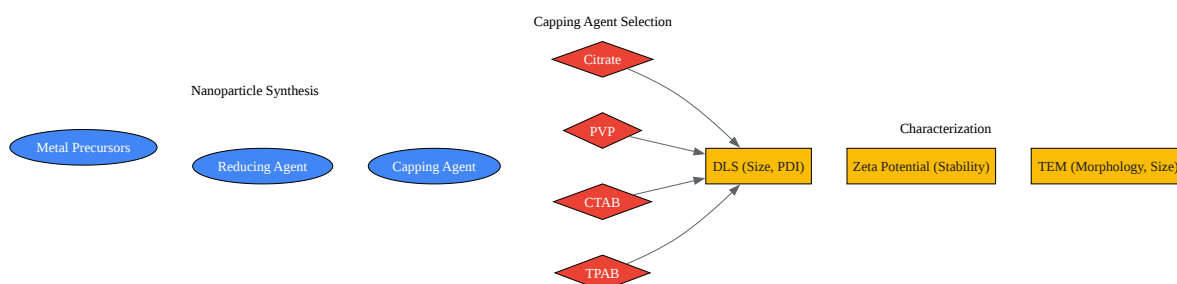 Capping Agent Selection
Citrate
Nanoparticle Synthesis
PVP
Characterization
Metal Precursors
Reducing Agent
Capping Agent
DLS (Size, PDI)
Zeta Potential (Stability)
TEM (Morphology, Size)
CTAB
TPAB